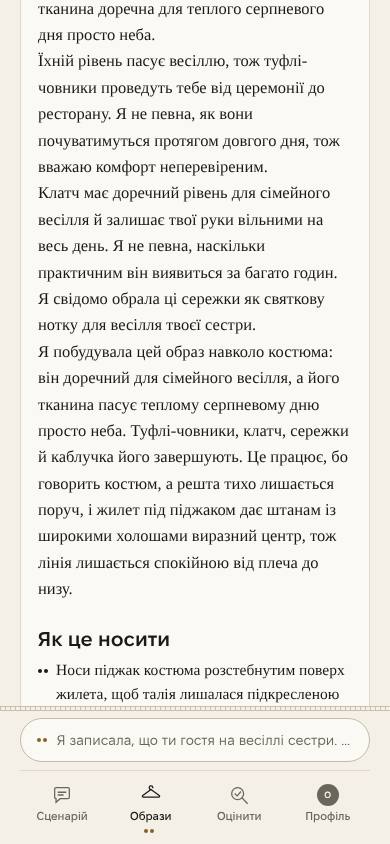 тканина доречна для теплого серпневого
дня просто неба.
Їхній рівень пасує весіллю, тож туфлі-
човники проведуть тебе від церемонії до
ресторану. Я не певна, як вони
почуватимуться протягом довгого дня, тож
вважаю комфорт неперевіреним.
Клатч має доречний рівень для сімейного
весілля й залишає твої руки вільними на
весь день. Я не певна, наскільки
практичним він виявиться за багато годин.
Я свідомо обрала ці сережки як святкову
нотку для весілля твоєї сестри.
Я побудувала цей образ навколо костюма:
він доречний для сімейного весілля, а його
тканина пасує теплому серпневому дню
просто неба. Туфлі-човники, клатч, сережки
й каблучка його завершують. Це працює, бо
говорить костюм, а решта тихо лишається
поруч, і жилет під піджаком дає штанам із
широкими холошами виразний центр, тож
лінія лишається спокійною від плеча до
низу.
Як це носити
•• Носи піджак костюма розстебнутим поверх
жилета, щоб талія лишалася підкресленою
•• Я записала, що ти гостя на весіллі сестри. ...
Сценарій
Образи
Оцінити
О
Профіль